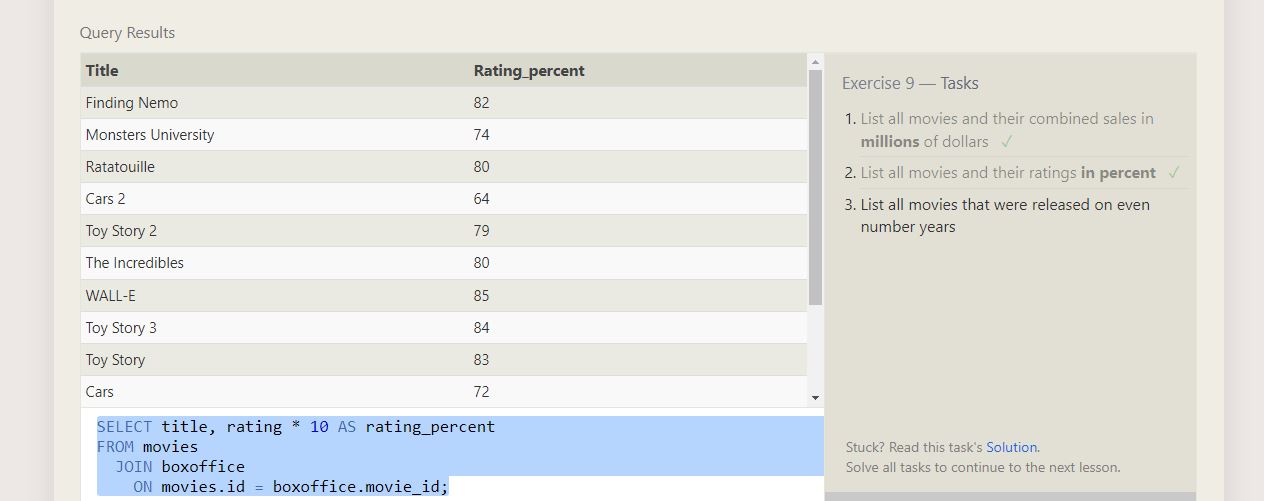 Query Results
Title Rating_percent
Finding Nemo 82
Monsters University 74
Ratatouille 80
Cars 2 64
Toy Story 2 79
The Incredibles 80
WALL-E 85
Toy Story 3 84
Toy Story 83
Cars 72
SELECT title, rating * 10 AS rating_percent
FROM movies
JOIN boxoffice
ON movies.id = boxoffice.movie_id;
Exercise 9 — Tasks
1. List all movies and their combined sales in
millions of dollars ✓
2. List all movies and their ratings in percent ✓
3. List all movies that were released on even
number years
Stuck? Read this task's Solution.
Solve all tasks to continue to the next lesson.